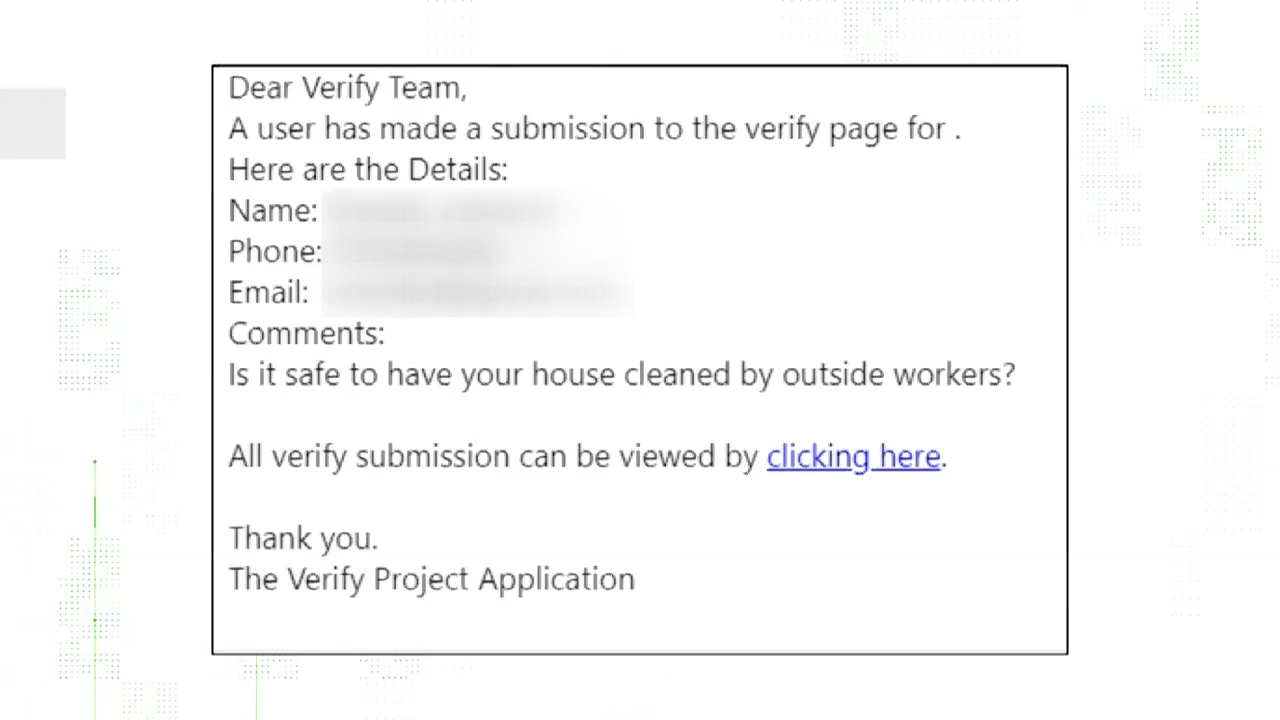 Dear Verify Team,
A user has made a submission to the verify page for .
Here are the Details:
Name:
Phone:
Email:
Comments:
Is it safe to have your house cleaned by outside workers?
All verify submission can be viewed by clicking here.
Thank you.
The Verify Project Application